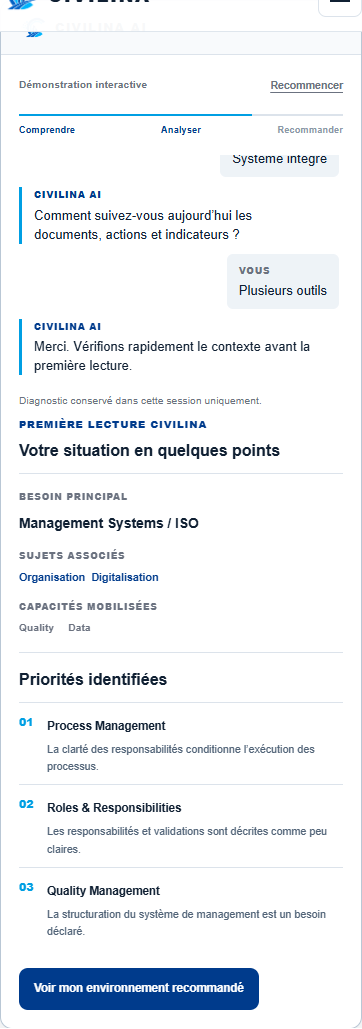 CIVILINA
CIVILINA AI
Démonstration interactive
Recommencer
Comprendre
Analyser
Recommander
Système intégré
CIVILINA AI
Comment suivez-vous aujourd'hui les
documents, actions et indicateurs ?
VOUS
Plusieurs outils
CIVILINA AI
Merci. Vérifions rapidement le contexte avant la
première lecture.
Diagnostic conservé dans cette session uniquement.
PREMIÈRE LECTURE CIVILINA
Votre situation en quelques points
BESOIN PRINCIPAL
Management Systems / ISO
SUJETS ASSOCIÉS
Organisation Digitalisation
CAPACITÉS MOBILISÉES
Quality Data
Priorités identifiées
01 Process Management
La clarté des responsabilités conditionne l'exécution des
processus.
02 Roles & Responsibilities
Les responsabilités et validations sont décrites comme peu
claires.
03 Quality Management
La structuration du système de management est un besoin
déclaré.
Voir mon environnement recommandé